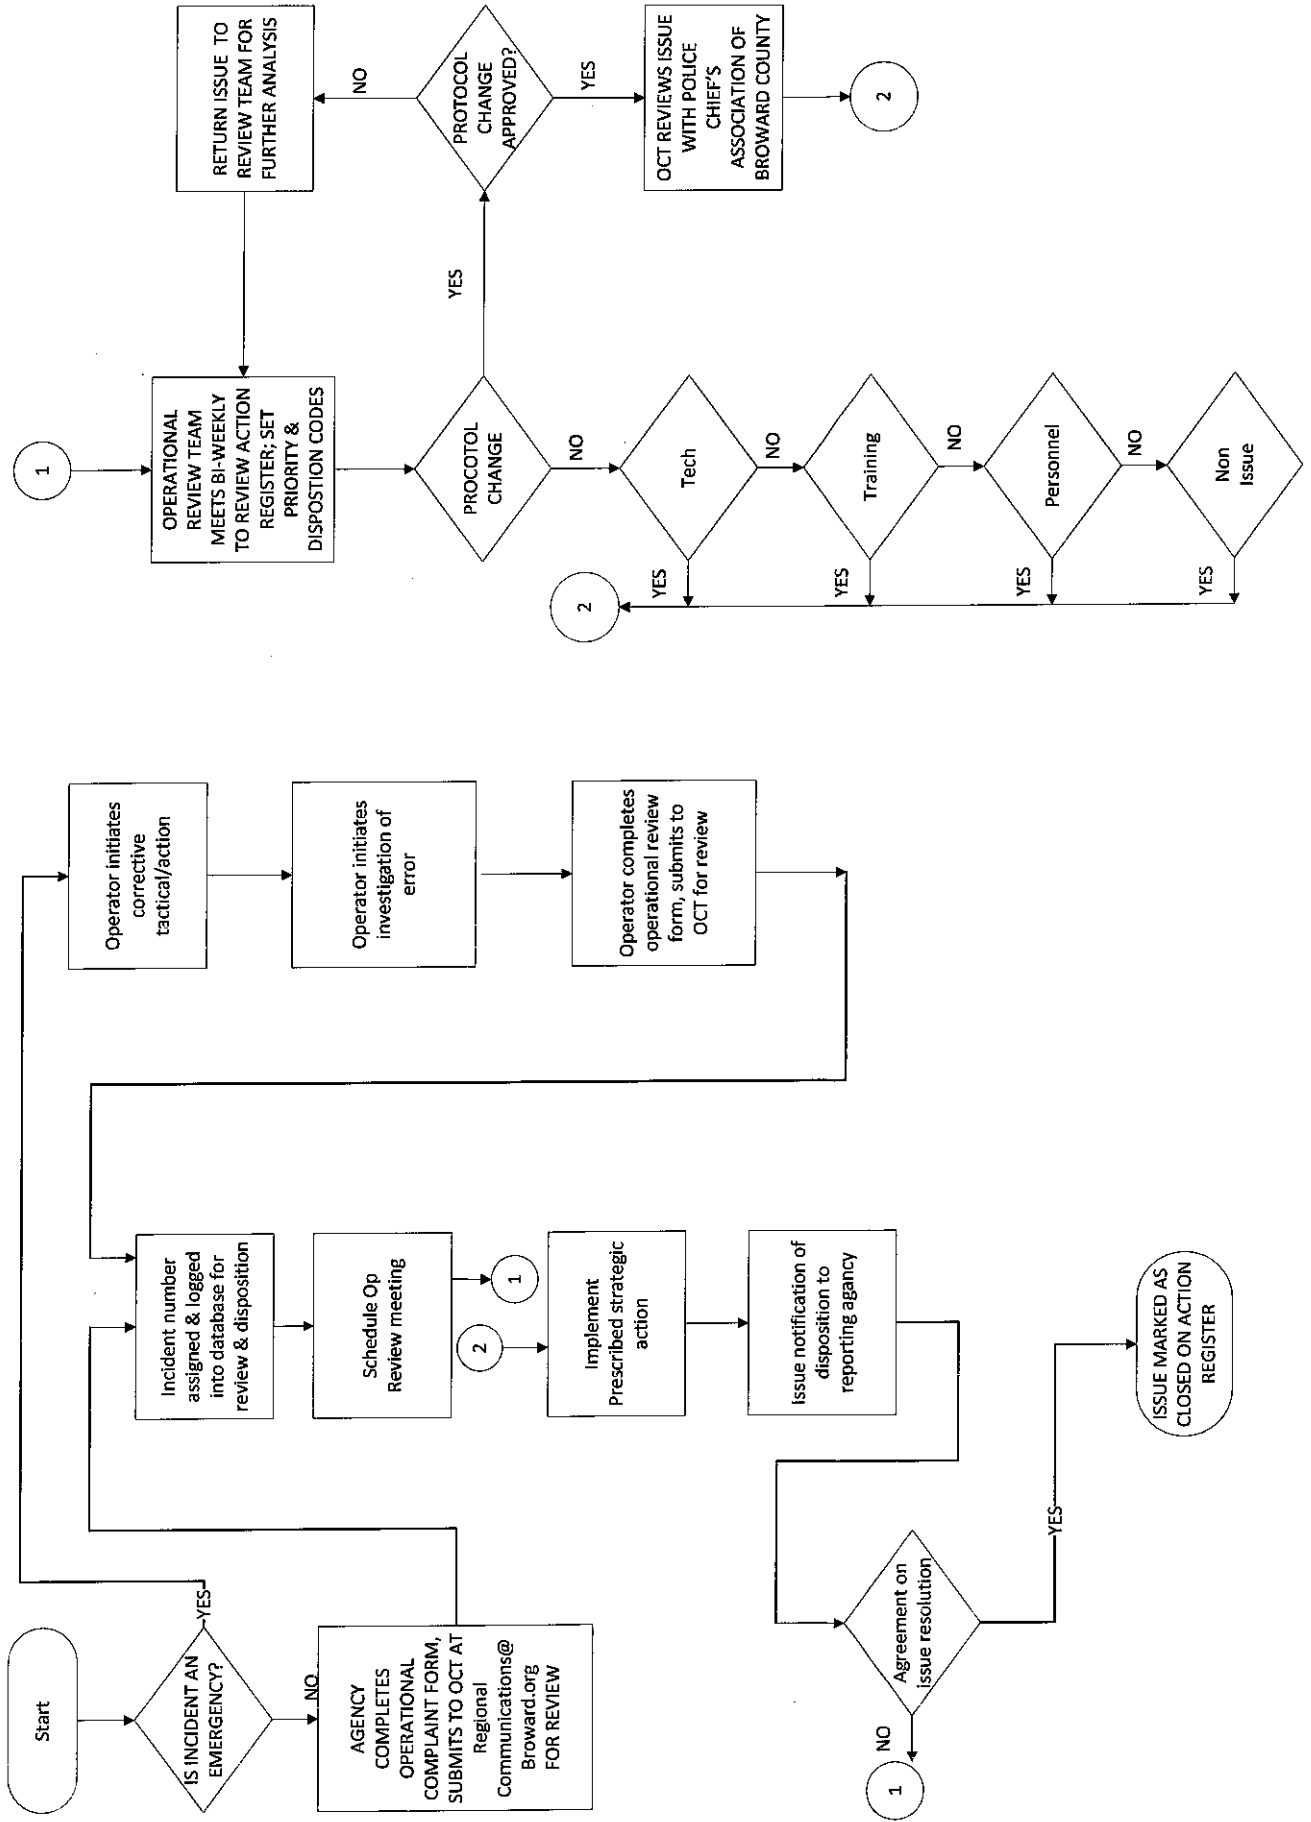 Start
IS INCIDENT AN
EMERGENCY?
YES
NO
AGENCY
COMPLETES
OPERATIONAL
COMPLAINT FORM,
SUBMITS TO OCT AT
Regional
Communications@
Broward.org
FOR REVIEW
Incident number
assigned & logged
into database for
review & disposition
Schedule Op
Review meeting
1
2
Implement
Prescribed strategic
action
Issue notification of
disposition to
reporting agancy
Agreement on
issue resolution
NO
1
YES
ISSUE MARKED AS
CLOSED ON ACTION
REGISTER
Operator initiates
corrective
tactical/action
Operator initiates
investigation of
error
Operator completes
operational review
form, submits to
OCT for review
1
OPERATIONAL
REVIEW TEAM
MEETS BI-WEEKLY
TO REVIEW ACTION
REGISTER; SET
PRIORITY &
DISPOSTION CODES
PROCOTOL
CHANGE
YES
NO
Tech
YES
NO
Training
YES
NO
Personnel
YES
NO
Non
Issue
YES
2
RETURN ISSUE TO
REVIEW TEAM FOR
FURTHER ANALYSIS
NO
PROTOCOL
CHANGE
APPROVED?
YES
OCT REVIEWS ISSUE
WITH POLICE
CHIEF'S
ASSOCIATION OF
BROWARD COUNTY
2